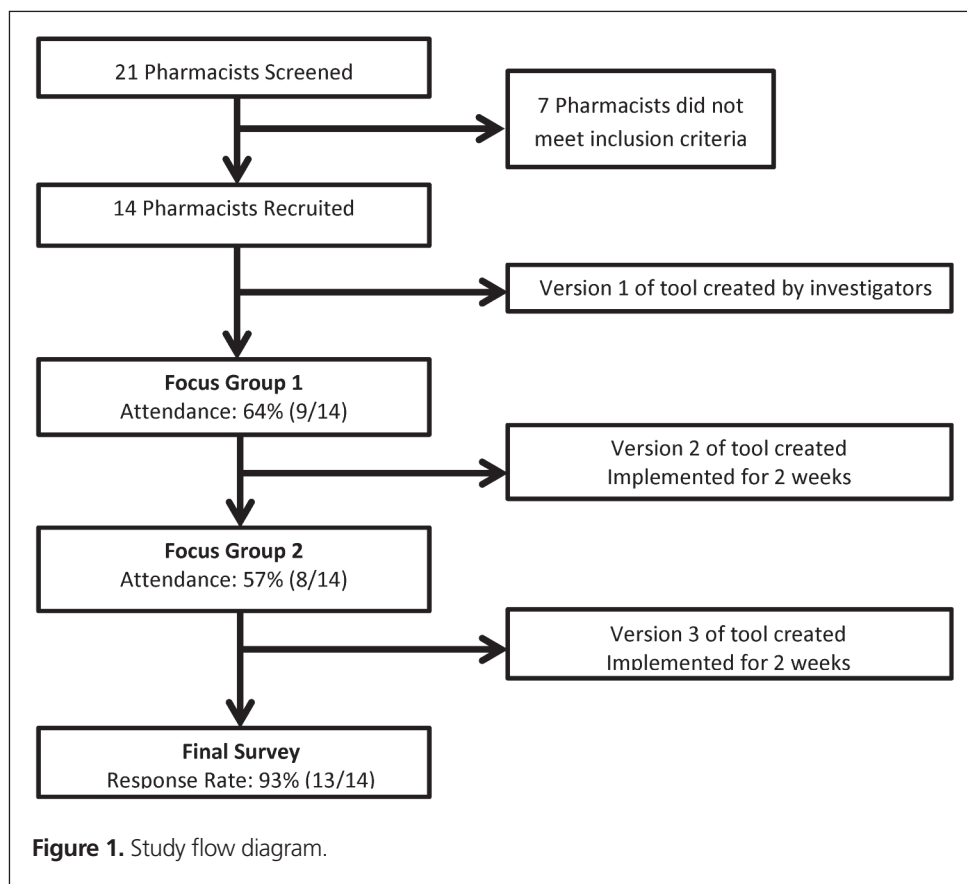 21 Pharmacists Screened
7 Pharmacists did not
meet inclusion criteria
14 Pharmacists Recruited
Version 1 of tool created by investigators
Focus Group 1
Attendance: 64% (9/14)
Version 2 of tool created
Implemented for 2 weeks
Focus Group 2
Attendance: 57% (8/14)
Version 3 of tool created
Implemented for 2 weeks
Final Survey
Response Rate: 93% (13/14)
Figure 1. Study flow diagram.